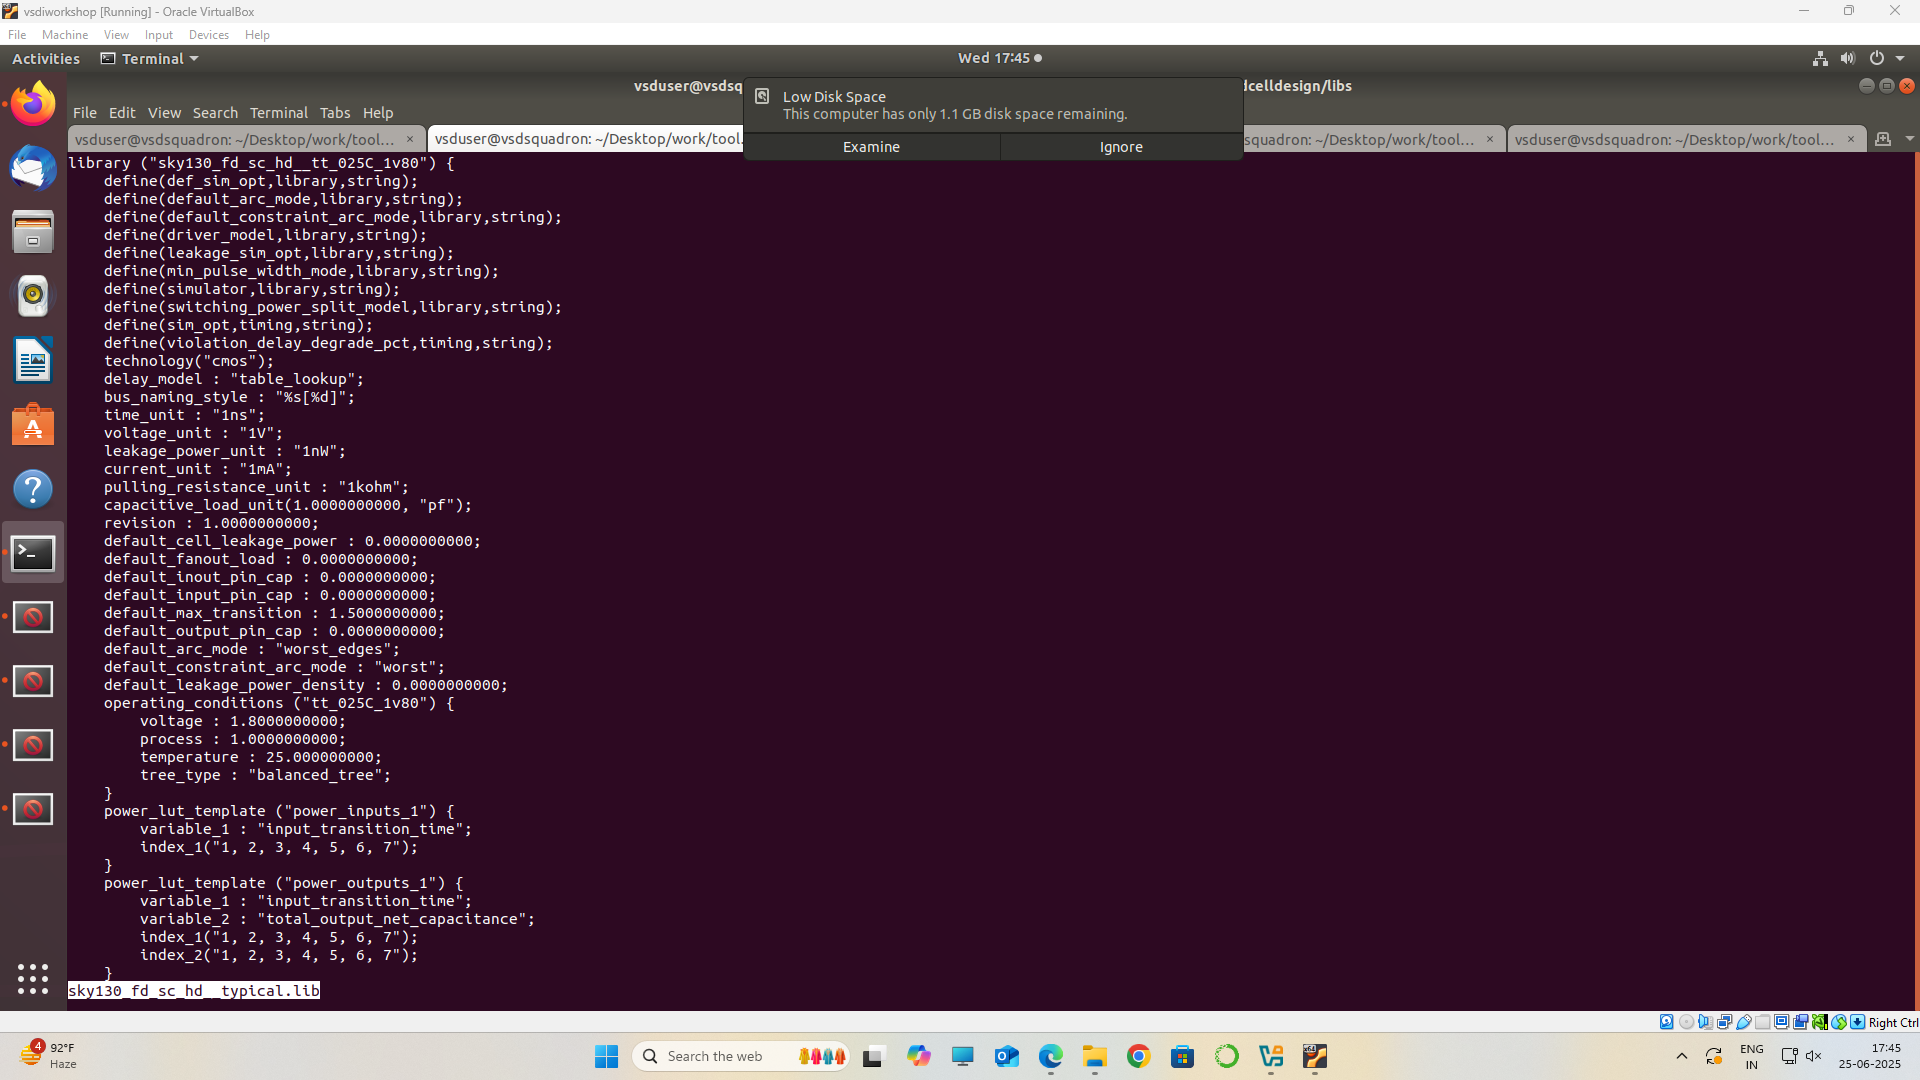 vsdiworkshop [Running] - Oracle VirtualBox
File Machine View Input Devices Help
Activities Terminal Wed 17:45
vsduser@vsdsq dcelldesign/libs
Low Disk Space
This computer has only 1.1 GB disk space remaining.
Examine Ignore
File Edit View Search Terminal Tabs Help
vsduser@vsdsquadron: ~/Desktop/work/tool... × vsduser@vsdsquadron: ~/Desktop/work/tool. squadron: ~/Desktop/work/tool... × vsduser@vsdsquadron: ~/Desktop/work/tool... ×
library ("sky130_fd_sc_hd__tt_025C_1v80") {
    define(def_sim_opt,library,string);
    define(default_arc_mode,library,string);
    define(default_constraint_arc_mode,library,string);
    define(driver_model,library,string);
    define(leakage_sim_opt,library,string);
    define(min_pulse_width_mode,library,string);
    define(simulator,library,string);
    define(switching_power_split_model,library,string);
    define(sim_opt,timing,string);
    define(violation_delay_degrade_pct,timing,string);
    technology("cmos");
    delay_model : "table_lookup";
    bus_naming_style : "%s[%d]";
    time_unit : "1ns";
    voltage_unit : "1V";
    leakage_power_unit : "1nW";
    current_unit : "1mA";
    pulling_resistance_unit : "1kohm";
    capacitive_load_unit(1.0000000000, "pf");
    revision : 1.0000000000;
    default_cell_leakage_power : 0.0000000000;
    default_fanout_load : 0.0000000000;
    default_inout_pin_cap : 0.0000000000;
    default_input_pin_cap : 0.0000000000;
    default_max_transition : 1.5000000000;
    default_output_pin_cap : 0.0000000000;
    default_arc_mode : "worst_edges";
    default_constraint_arc_mode : "worst";
    default_leakage_power_density : 0.0000000000;
    operating_conditions ("tt_025C_1v80") {
        voltage : 1.8000000000;
        process : 1.0000000000;
        temperature : 25.000000000;
        tree_type : "balanced_tree";
    }
    power_lut_template ("power_inputs_1") {
        variable_1 : "input_transition_time";
        index_1("1, 2, 3, 4, 5, 6, 7");
    }
    power_lut_template ("power_outputs_1") {
        variable_1 : "input_transition_time";
        variable_2 : "total_output_net_capacitance";
        index_1("1, 2, 3, 4, 5, 6, 7");
        index_2("1, 2, 3, 4, 5, 6, 7");
    }
sky130_fd_sc_hd__typical.lib
Right Ctrl
4
92°F
Haze
Search the web
ENG
IN
17:45
25-06-2025